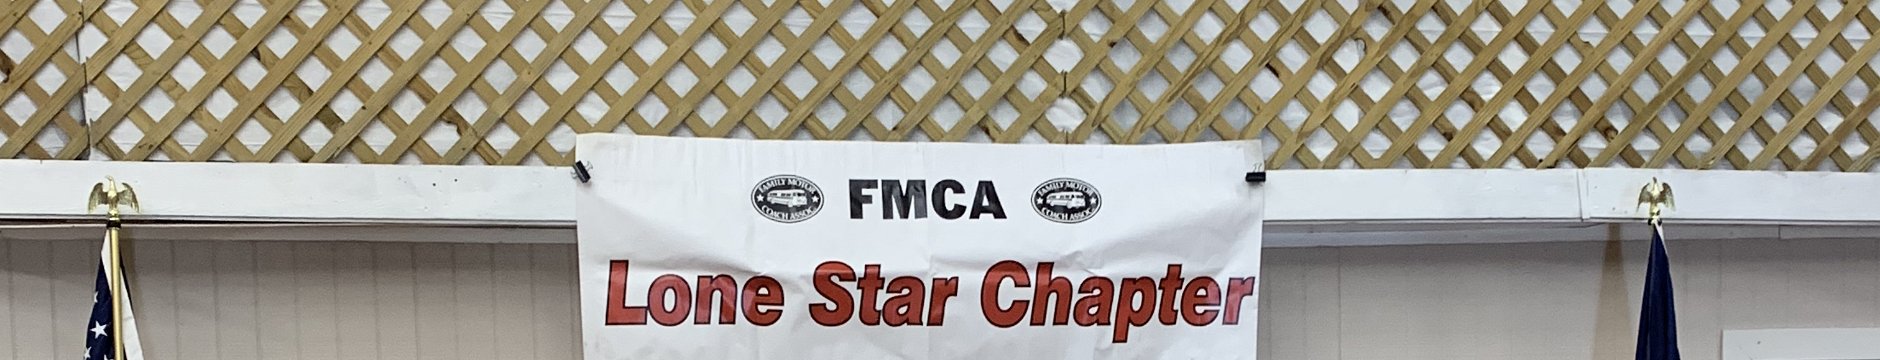 FAMILY MOTOR COACH ASSOC. FMCA FAMILY MOTOR COACH ASSOC.
Lone Star Chapter